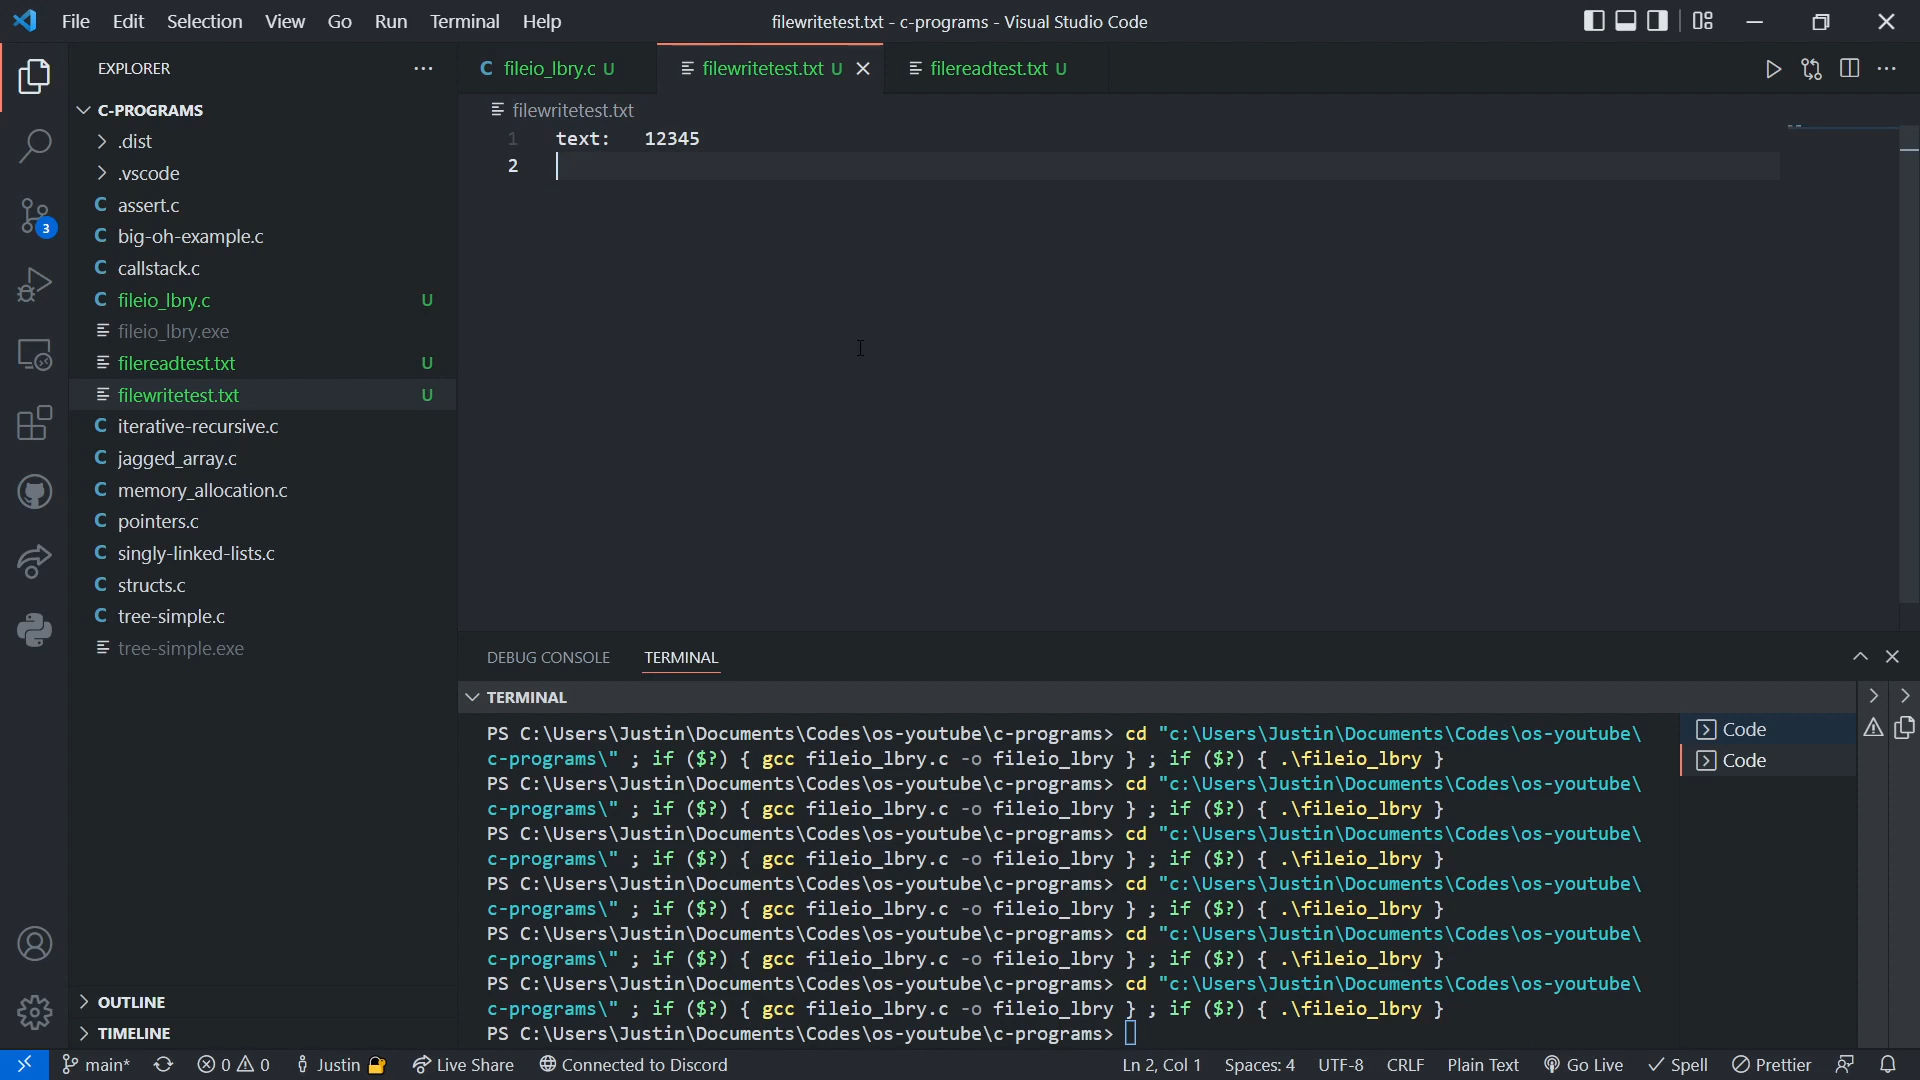 File Edit Selection View Go Run Terminal Help
filewritetest.txt - c-programs - Visual Studio Code
EXPLORER
C fileio_lbry.c U
filewritetest.txt U
filereadtest.txt U
C-PROGRAMS
.dist
.vscode
C assert.c
C big-oh-example.c
C callstack.c
C fileio_lbry.c U
fileio_lbry.exe
filereadtest.txt U
filewritetest.txt U
C iterative-recursive.c
C jagged_array.c
C memory_allocation.c
C pointers.c
C singly-linked-lists.c
C structs.c
C tree-simple.c
tree-simple.exe
3
OUTLINE
TIMELINE
filewritetest.txt
1 text: 12345
2
DEBUG CONSOLE TERMINAL
TERMINAL
PS C:\Users\Justin\Documents\Codes\os-youtube\c-programs> cd "c:\Users\Justin\Documents\Codes\os-youtube\
c-programs\" ; if ($?) { gcc fileio_lbry.c -o fileio_lbry } ; if ($?) { .\fileio_lbry }
PS C:\Users\Justin\Documents\Codes\os-youtube\c-programs> cd "c:\Users\Justin\Documents\Codes\os-youtube\
c-programs\" ; if ($?) { gcc fileio_lbry.c -o fileio_lbry } ; if ($?) { .\fileio_lbry }
PS C:\Users\Justin\Documents\Codes\os-youtube\c-programs> cd "c:\Users\Justin\Documents\Codes\os-youtube\
c-programs\" ; if ($?) { gcc fileio_lbry.c -o fileio_lbry } ; if ($?) { .\fileio_lbry }
PS C:\Users\Justin\Documents\Codes\os-youtube\c-programs> cd "c:\Users\Justin\Documents\Codes\os-youtube\
c-programs\" ; if ($?) { gcc fileio_lbry.c -o fileio_lbry } ; if ($?) { .\fileio_lbry }
PS C:\Users\Justin\Documents\Codes\os-youtube\c-programs> cd "c:\Users\Justin\Documents\Codes\os-youtube\
c-programs\" ; if ($?) { gcc fileio_lbry.c -o fileio_lbry } ; if ($?) { .\fileio_lbry }
PS C:\Users\Justin\Documents\Codes\os-youtube\c-programs> cd "c:\Users\Justin\Documents\Codes\os-youtube\
c-programs\" ; if ($?) { gcc fileio_lbry.c -o fileio_lbry } ; if ($?) { .\fileio_lbry }
PS C:\Users\Justin\Documents\Codes\os-youtube\c-programs>
Code
Code
main* 0 0 Justin Live Share Connected to Discord Ln 2, Col 1 Spaces: 4 UTF-8 CRLF Plain Text Go Live Spell Prettier